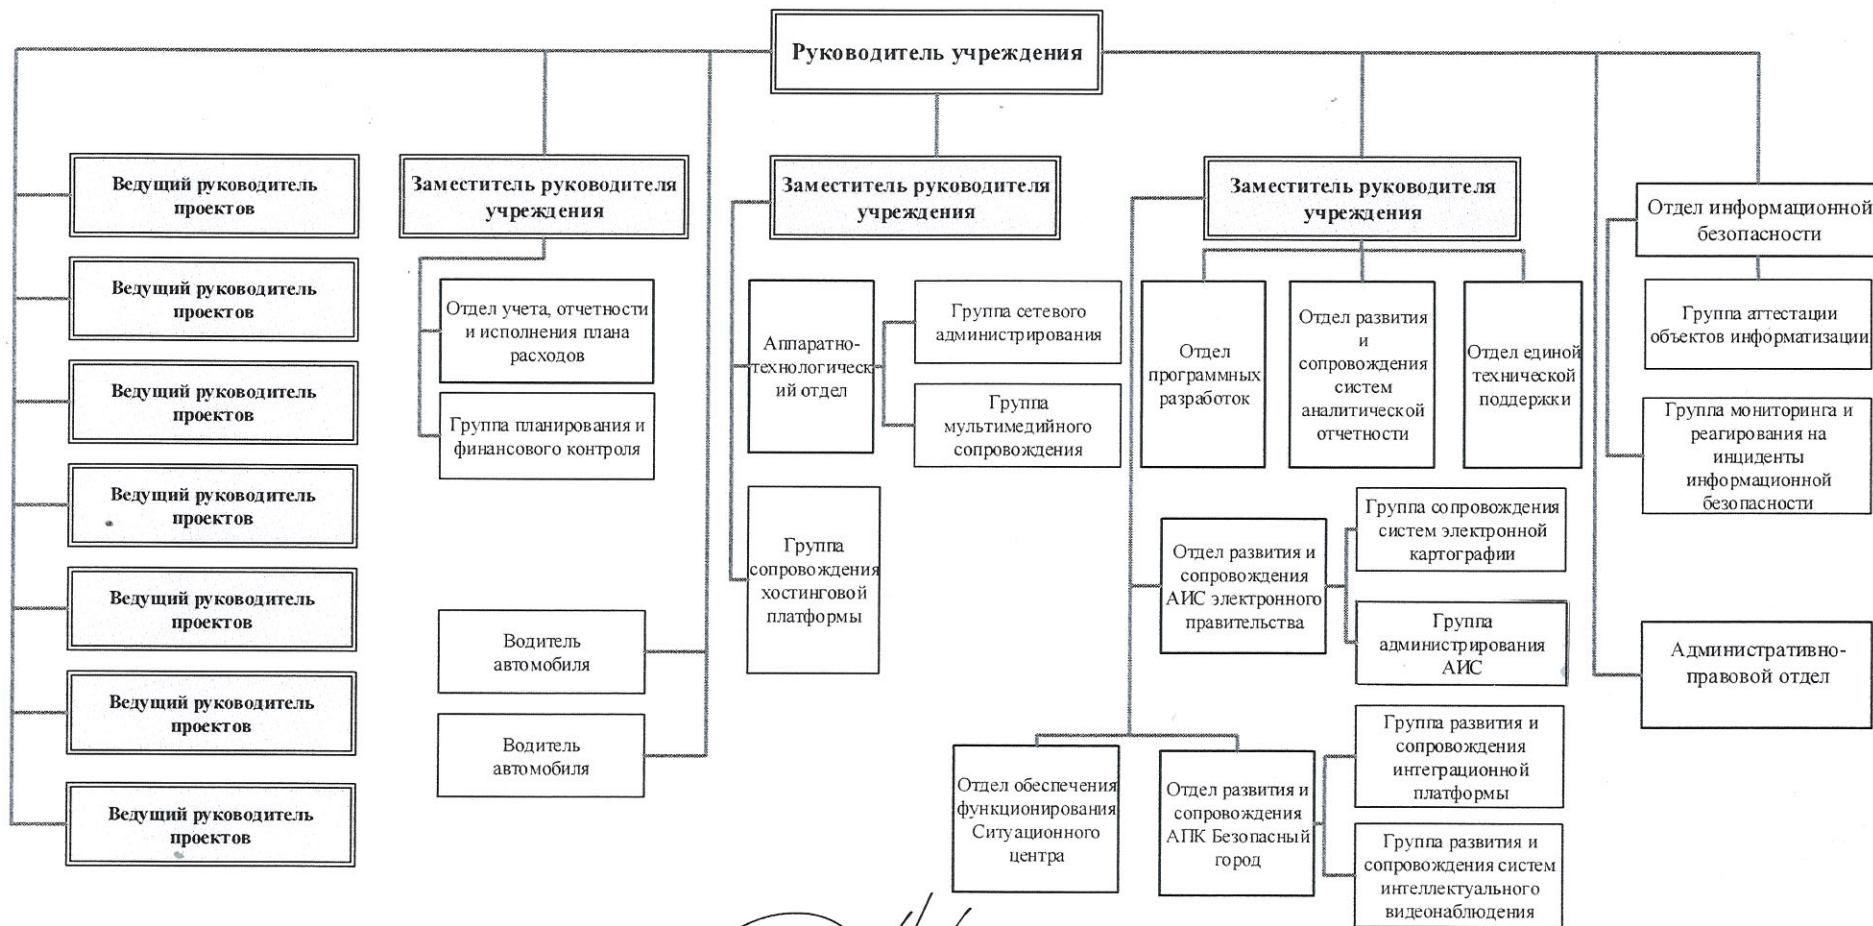 Руководитель учреждения
Ведущий руководитель
проектов
Ведущий руководитель
проектов
Ведущий руководитель
проектов
Ведущий руководитель
проектов
Ведущий руководитель
проектов
Ведущий руководитель
проектов
Ведущий руководитель
проектов
Заместитель руководителя
учреждения
Отдел учета, отчетности
и исполнения плана
расходов
Группа планирования и
финансового контроля
Водитель
автомобиля
Водитель
автомобиля
Заместитель руководителя
учреждения
Аппаратно-
технологическ
ий отдел
Группа сетевого
администрирования
Группа
мультимедийного
сопровождения
Группа
сопровождения
хостинговой
платформы
Заместитель руководителя
учреждения
Отдел
программных
разработок
Отдел развития
и
сопровождения
систем
аналитической
отчетности
Отдел единой
технической
поддержки
Отдел развития и
сопровождения
АИС электронного
правительства
Группа сопровождения
систем электронной
картографии
Группа
администрирования
АИС
Отдел обеспечения
функционирования
Ситуационного
центра
Отдел развития и
сопровождения
АПК Безопасный
город
Группа развития и
сопровождения
интеграционной
платформы
Группа развития и
сопровождения систем
интеллектуального
видеонаблюдения
Отдел информационной
безопасности
Группа аттестации
объектов информатизации
Группа мониторинга и
реагирования на
инциденты
информационной
безопасности
Административно-
правовой отдел